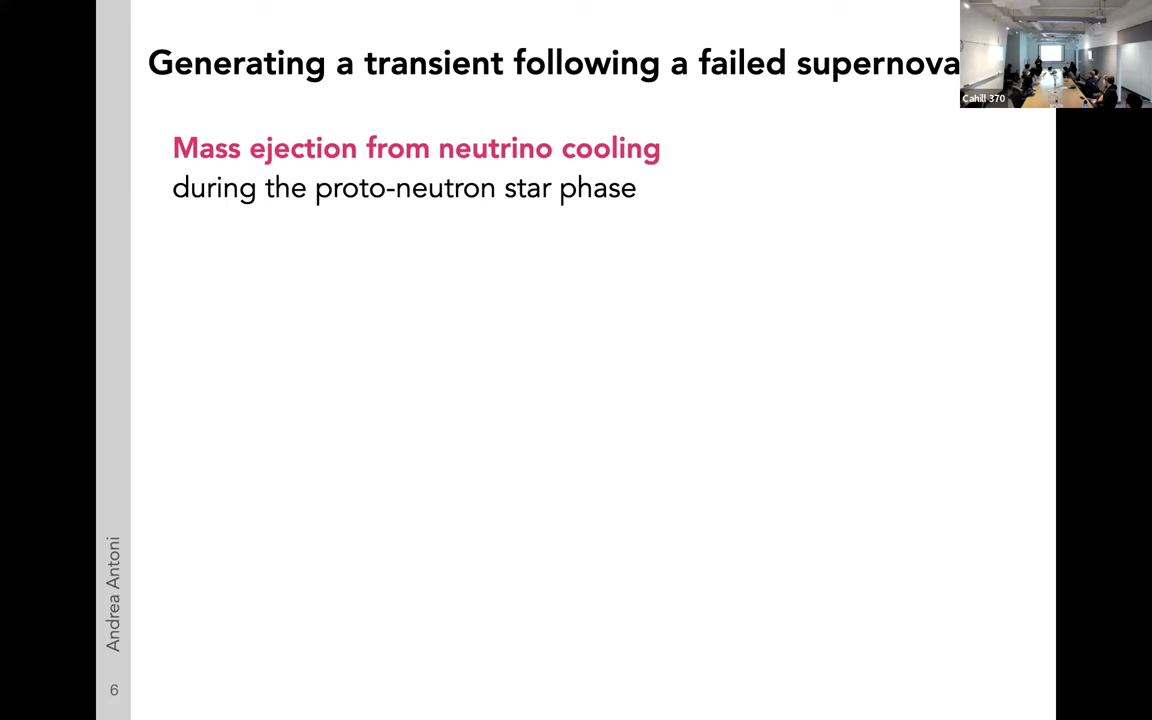 Generating a transient following a failed supernova
Cahill 370
Mass ejection from neutrino cooling
during the proto-neutron star phase
Andrea Antoni
6